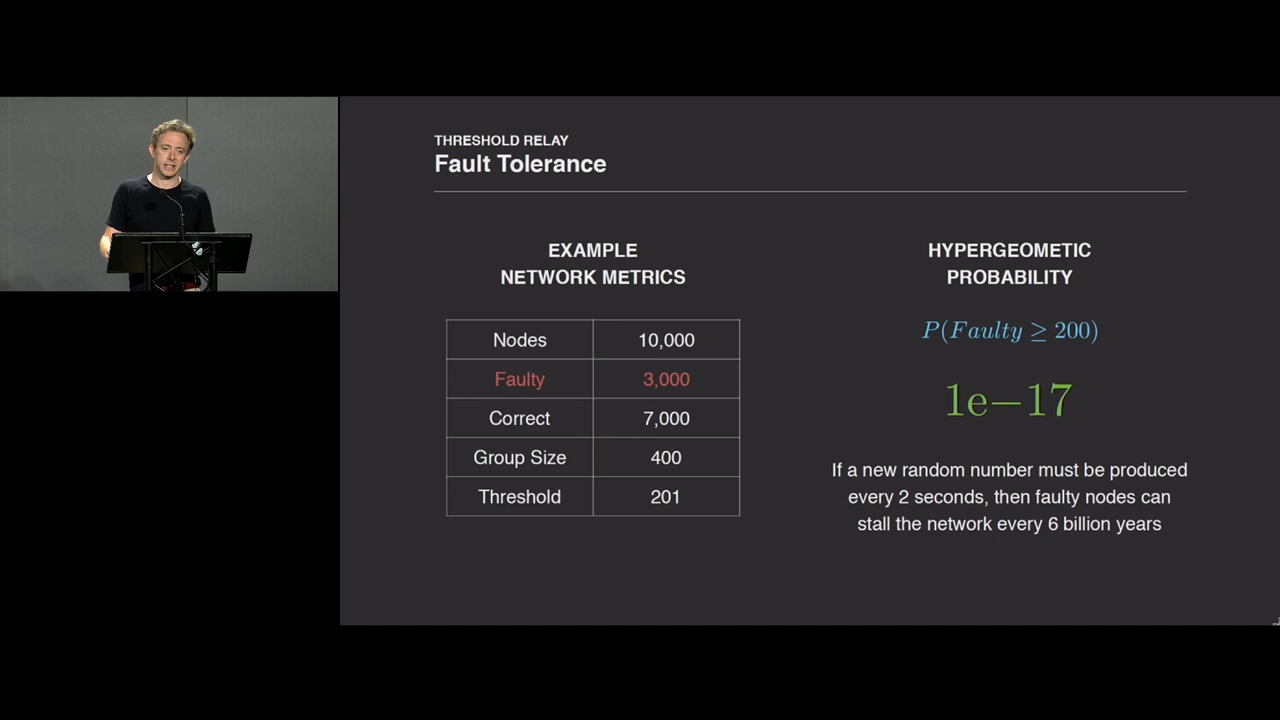 THRESHOLD RELAY
Fault Tolerance
EXAMPLE
NETWORK METRICS
Nodes 10,000
Faulty 3,000
Correct 7,000
Group Size 400
Threshold 201
HYPERGEOMETIC
PROBABILITY
P(Faulty ≥ 200)
1e−17
If a new random number must be produced
every 2 seconds, then faulty nodes can
stall the network every 6 billion years